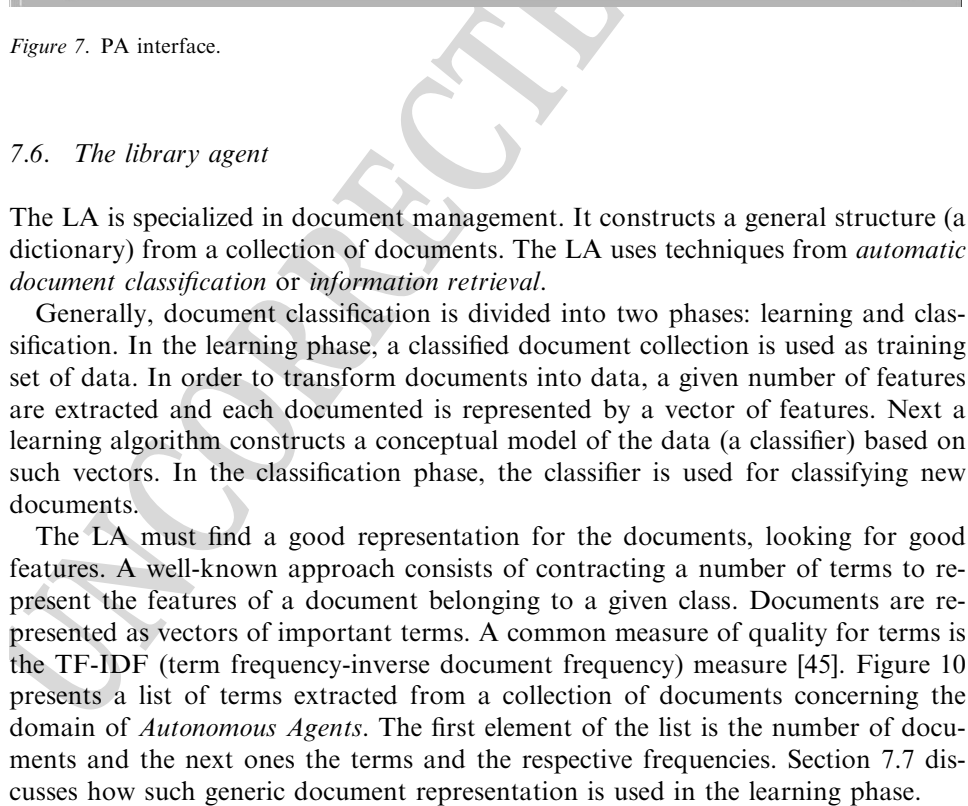 Figure 7. PA interface.
7.6. The library agent
The LA is specialized in document management. It constructs a general structure (a
dictionary) from a collection of documents. The LA uses techniques from automatic
document classification or information retrieval.
Generally, document classification is divided into two phases: learning and clas-
sification. In the learning phase, a classified document collection is used as training
set of data. In order to transform documents into data, a given number of features
are extracted and each documented is represented by a vector of features. Next a
learning algorithm constructs a conceptual model of the data (a classifier) based on
such vectors. In the classification phase, the classifier is used for classifying new
documents.
The LA must find a good representation for the documents, looking for good
features. A well-known approach consists of contracting a number of terms to re-
present the features of a document belonging to a given class. Documents are re-
presented as vectors of important terms. A common measure of quality for terms is
the TF-IDF (term frequency-inverse document frequency) measure [45]. Figure 10
presents a list of terms extracted from a collection of documents concerning the
domain of Autonomous Agents. The first element of the list is the number of docu-
ments and the next ones the terms and the respective frequencies. Section 7.7 dis-
cusses how such generic document representation is used in the learning phase.
UNCORRECTE